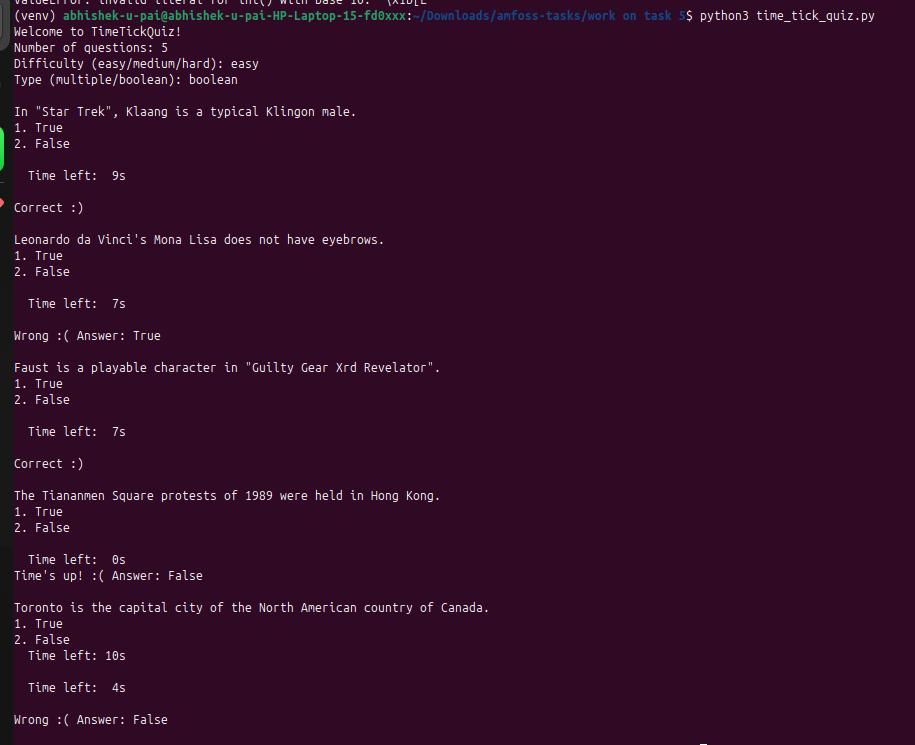 ValueError: invalid literal for int() with base 10: '\x1b[E
(venv) abhishek-u-pai@abhishek-u-pai-HP-Laptop-15-fd0xxx:~/Downloads/amfoss-tasks/work on task 5$ python3 time_tick_quiz.py
Welcome to TimeTickQuiz!
Number of questions: 5
Difficulty (easy/medium/hard): easy
Type (multiple/boolean): boolean
In "Star Trek", Klaang is a typical Klingon male.
1. True
2. False
Time left:  9s
Correct :)
Leonardo da Vinci's Mona Lisa does not have eyebrows.
1. True
2. False
Time left:  7s
Wrong :( Answer: True
Faust is a playable character in "Guilty Gear Xrd Revelator".
1. True
2. False
Time left:  7s
Correct :)
The Tiananmen Square protests of 1989 were held in Hong Kong.
1. True
2. False
Time left:  0s
Time's up! :( Answer: False
Toronto is the capital city of the North American country of Canada.
1. True
2. False
Time left: 10s
Time left:  4s
Wrong :( Answer: False